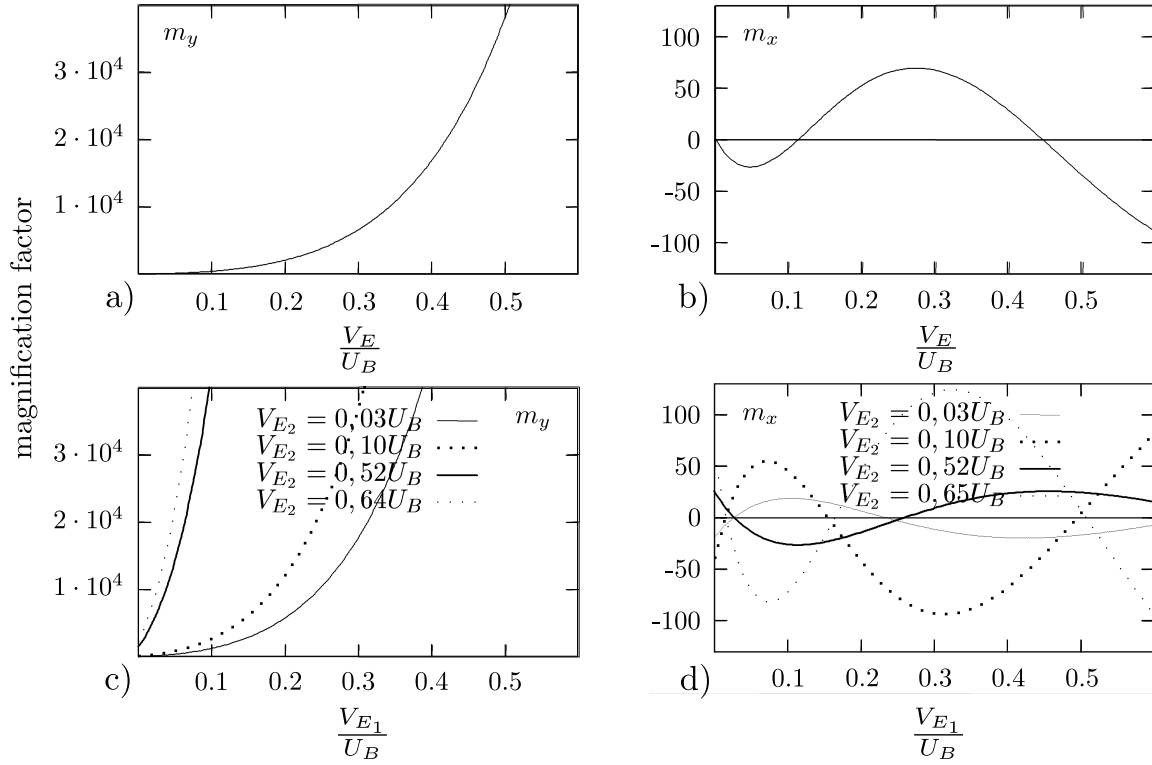 magnification factor
m_y
3 · 10^4
2 · 10^4
1 · 10^4
a)
0.1 0.2 0.3 0.4 0.5
V_E
U_B
m_x
100
50
0
-50
-100
b)
0.1 0.2 0.3 0.4 0.5
V_E
U_B
V_{E_2} = 0,03U_B m_y
V_{E_2} = 0,10U_B
V_{E_2} = 0,52U_B
V_{E_2} = 0,64U_B
3 · 10^4
2 · 10^4
1 · 10^4
c)
0.1 0.2 0.3 0.4 0.5
V_{E_1}
U_B
m_x V_{E_2} = 0,03U_B
V_{E_2} = 0,10U_B
V_{E_2} = 0,52U_B
V_{E_2} = 0,65U_B
100
50
0
-50
-100
d)
0.1 0.2 0.3 0.4 0.5
V_{E_1}
U_B